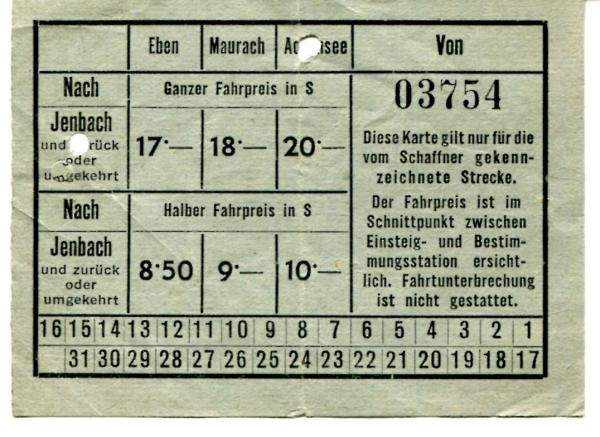 Eben Maurach Ac see Von
Nach Ganzer Fahrpreis in S 03754
Jenbach
und rück
oder
umgekehrt
17·— 18·— 20·—
Diese Karte gilt nur für die
vom Schaffner gekenn-
zeichnete Strecke.
Nach Halber Fahrpreis in S
Jenbach
und zurück
oder
umgekehrt
8·50 9·— 10·—
Der Fahrpreis ist im
Schnittpunkt zwischen
Einsteig- und Bestim-
mungsstation ersicht-
lich. Fahrtunterbrechung
ist nicht gestattet.
16 15 14 13 12 11 10 9 8 7 6 5 4 3 2 1
31 30 29 28 27 26 25 24 23 22 21 20 19 18 17